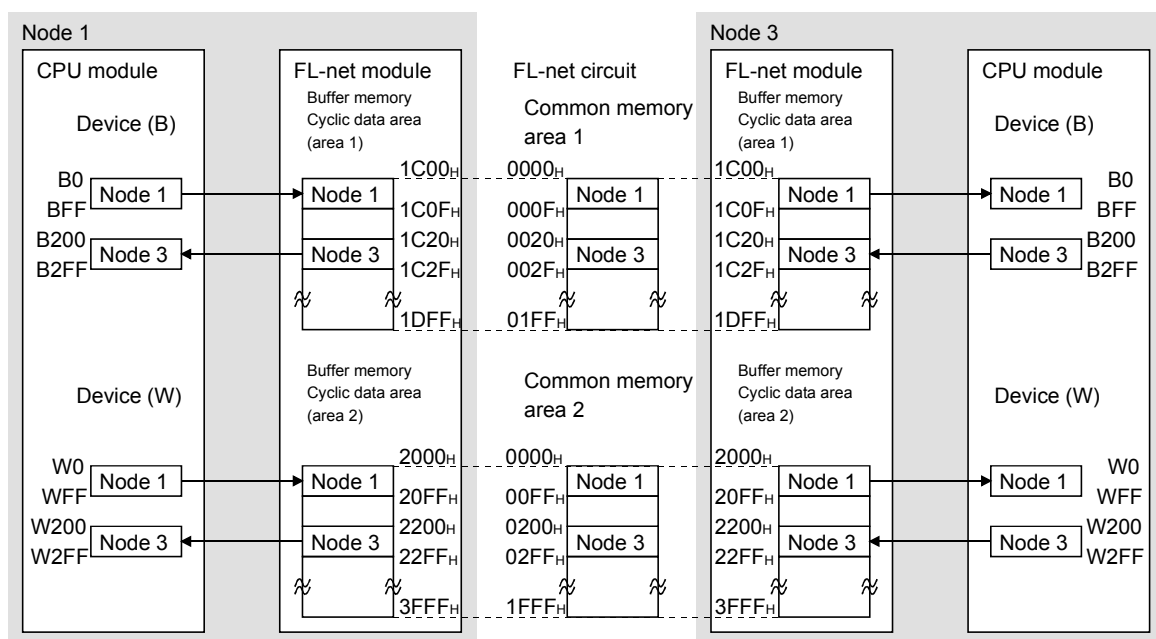 Node 1
CPU module
Device (B)
B0
BFF
Node 1
B200
B2FF
Node 3
Device (W)
W0
WFF
Node 1
W200
W2FF
Node 3
FL-net module
Buffer memory
Cyclic data area
(area 1)
1C00H
Node 1
1C0FH
1C20H
Node 3
1C2FH
1DFFH
Buffer memory
Cyclic data area
(area 2)
2000H
Node 1
20FFH
2200H
Node 3
22FFH
3FFFH
FL-net circuit
Common memory
area 1
0000H
Node 1
000FH
0020H
Node 3
002FH
01FFH
Common memory
area 2
0000H
Node 1
00FFH
0200H
Node 3
02FFH
1FFFH
Node 3
FL-net module
Buffer memory
Cyclic data area
(area 1)
1C00H
Node 1
1C0FH
1C20H
Node 3
1C2FH
1DFFH
Buffer memory
Cyclic data area
(area 2)
2000H
Node 1
20FFH
2200H
Node 3
22FFH
3FFFH
CPU module
Device (B)
B0
Node 1
BFF
B200
Node 3
B2FF
Device (W)
W0
Node 1
WFF
W200
Node 3
W2FF